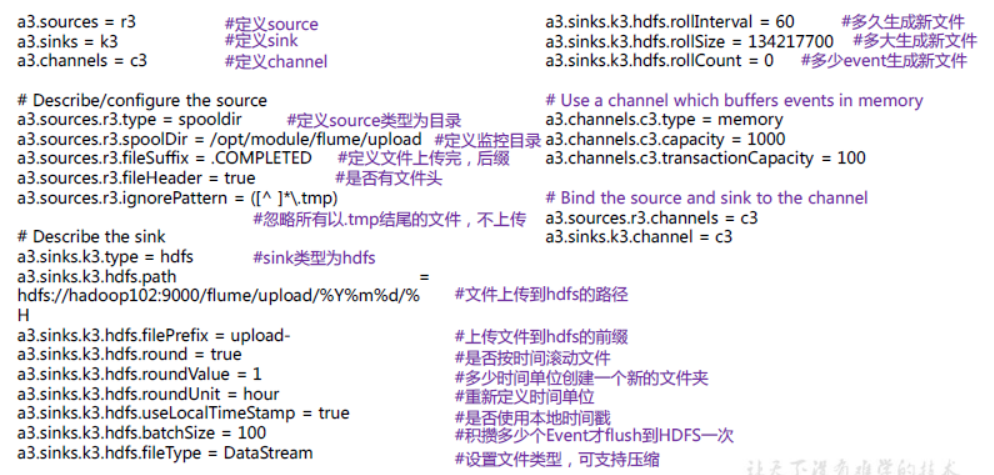 a3.sources = r3 #定义source
a3.sinks = k3 #定义sink
a3.channels = c3 #定义channel
# Describe/configure the source
a3.sources.r3.type = spooldir #定义source类型为目录
a3.sources.r3.spoolDir = /opt/module/flume/upload #定义监控目录
a3.sources.r3.fileSuffix = .COMPLETED #定义文件上传完，后缀
a3.sources.r3.fileHeader = true #是否有文件头
a3.sources.r3.ignorePattern = ([^ ]*\.tmp)
#忽略所有以.tmp结尾的文件，不上传
# Describe the sink
a3.sinks.k3.type = hdfs #sink类型为hdfs
a3.sinks.k3.hdfs.path =
hdfs://hadoop102:9000/flume/upload/%Y%m%d/% #文件上传到hdfs的路径
H
a3.sinks.k3.hdfs.filePrefix = upload- #上传文件到hdfs的前缀
a3.sinks.k3.hdfs.round = true #是否按时间滚动文件
a3.sinks.k3.hdfs.roundValue = 1 #多少时间单位创建一个新的文件夹
a3.sinks.k3.hdfs.roundUnit = hour #重新定义时间单位
a3.sinks.k3.hdfs.useLocalTimeStamp = true #是否使用本地时间戳
a3.sinks.k3.hdfs.batchSize = 100 #积攒多少个Event才flush到HDFS一次
a3.sinks.k3.hdfs.fileType = DataStream #设置文件类型，可支持压缩
a3.sinks.k3.hdfs.rollInterval = 60 #多久生成新文件
a3.sinks.k3.hdfs.rollSize = 134217700 #多大生成新文件
a3.sinks.k3.hdfs.rollCount = 0 #多少event生成新文件
# Use a channel which buffers events in memory
a3.channels.c3.type = memory
a3.channels.c3.capacity = 1000
a3.channels.c3.transactionCapacity = 100
# Bind the source and sink to the channel
a3.sources.r3.channels = c3
a3.sinks.k3.channel = c3
让天下没有难学的技术